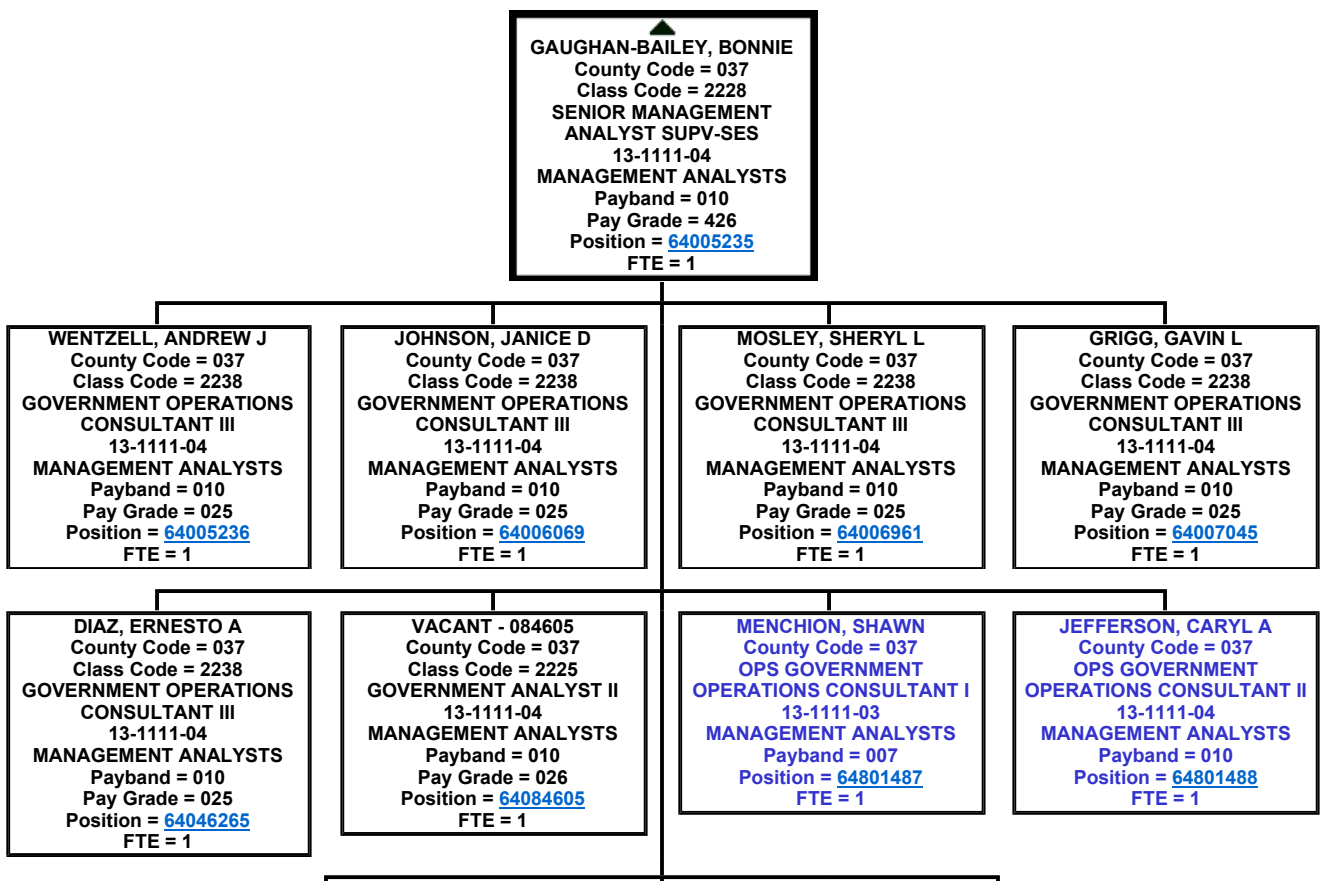 GAUGHAN-BAILEY, BONNIE
County Code = 037
Class Code = 2228
SENIOR MANAGEMENT
ANALYST SUPV-SES
13-1111-04
MANAGEMENT ANALYSTS
Payband = 010
Pay Grade = 426
Position = 64005235
FTE = 1
WENTZELL, ANDREW J
County Code = 037
Class Code = 2238
GOVERNMENT OPERATIONS
CONSULTANT III
13-1111-04
MANAGEMENT ANALYSTS
Payband = 010
Pay Grade = 025
Position = 64005236
FTE = 1
JOHNSON, JANICE D
County Code = 037
Class Code = 2238
GOVERNMENT OPERATIONS
CONSULTANT III
13-1111-04
MANAGEMENT ANALYSTS
Payband = 010
Pay Grade = 025
Position = 64006069
FTE = 1
MOSLEY, SHERYL L
County Code = 037
Class Code = 2238
GOVERNMENT OPERATIONS
CONSULTANT III
13-1111-04
MANAGEMENT ANALYSTS
Payband = 010
Pay Grade = 025
Position = 64006961
FTE = 1
GRIGG, GAVIN L
County Code = 037
Class Code = 2238
GOVERNMENT OPERATIONS
CONSULTANT III
13-1111-04
MANAGEMENT ANALYSTS
Payband = 010
Pay Grade = 025
Position = 64007045
FTE = 1
DIAZ, ERNESTO A
County Code = 037
Class Code = 2238
GOVERNMENT OPERATIONS
CONSULTANT III
13-1111-04
MANAGEMENT ANALYSTS
Payband = 010
Pay Grade = 025
Position = 64046265
FTE = 1
VACANT - 084605
County Code = 037
Class Code = 2225
GOVERNMENT ANALYST II
13-1111-04
MANAGEMENT ANALYSTS
Payband = 010
Pay Grade = 026
Position = 64084605
FTE = 1
MENCHION, SHAWN
County Code = 037
OPS GOVERNMENT
OPERATIONS CONSULTANT I
13-1111-03
MANAGEMENT ANALYSTS
Payband = 007
Position = 64801487
FTE = 1
JEFFERSON, CARYL A
County Code = 037
OPS GOVERNMENT
OPERATIONS CONSULTANT II
13-1111-04
MANAGEMENT ANALYSTS
Payband = 010
Position = 64801488
FTE = 1